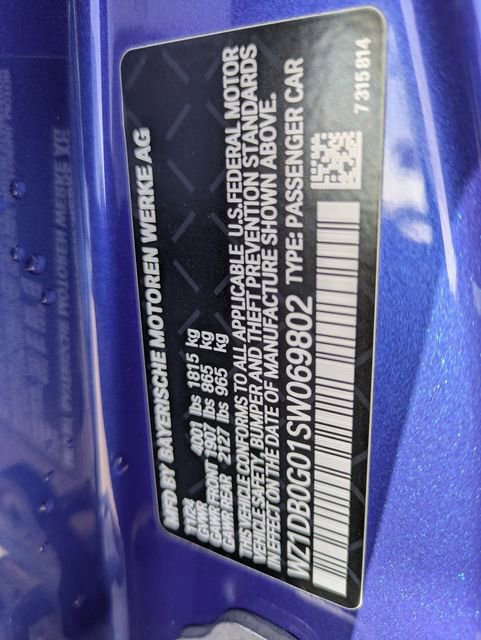 MFD BY BAYERISCHE MOTOREN WERKE AG
11/24
GVWR 4001 lbs 1815 kg
GAWR FRONT 1907 lbs 865 kg
GAWR REAR 2127 lbs 965 kg
THIS VEHICLE CONFORMS TO ALL APPLICABLE U.S.FEDERAL MOTOR
VEHICLE SAFETY, BUMPER AND THEFT PREVENTION STANDARDS
IN EFFECT ON THE DATE OF MANUFACTURE SHOWN ABOVE.
WZ1DB0G01SW069802 TYPE: PASSENGER CAR
7 315 814